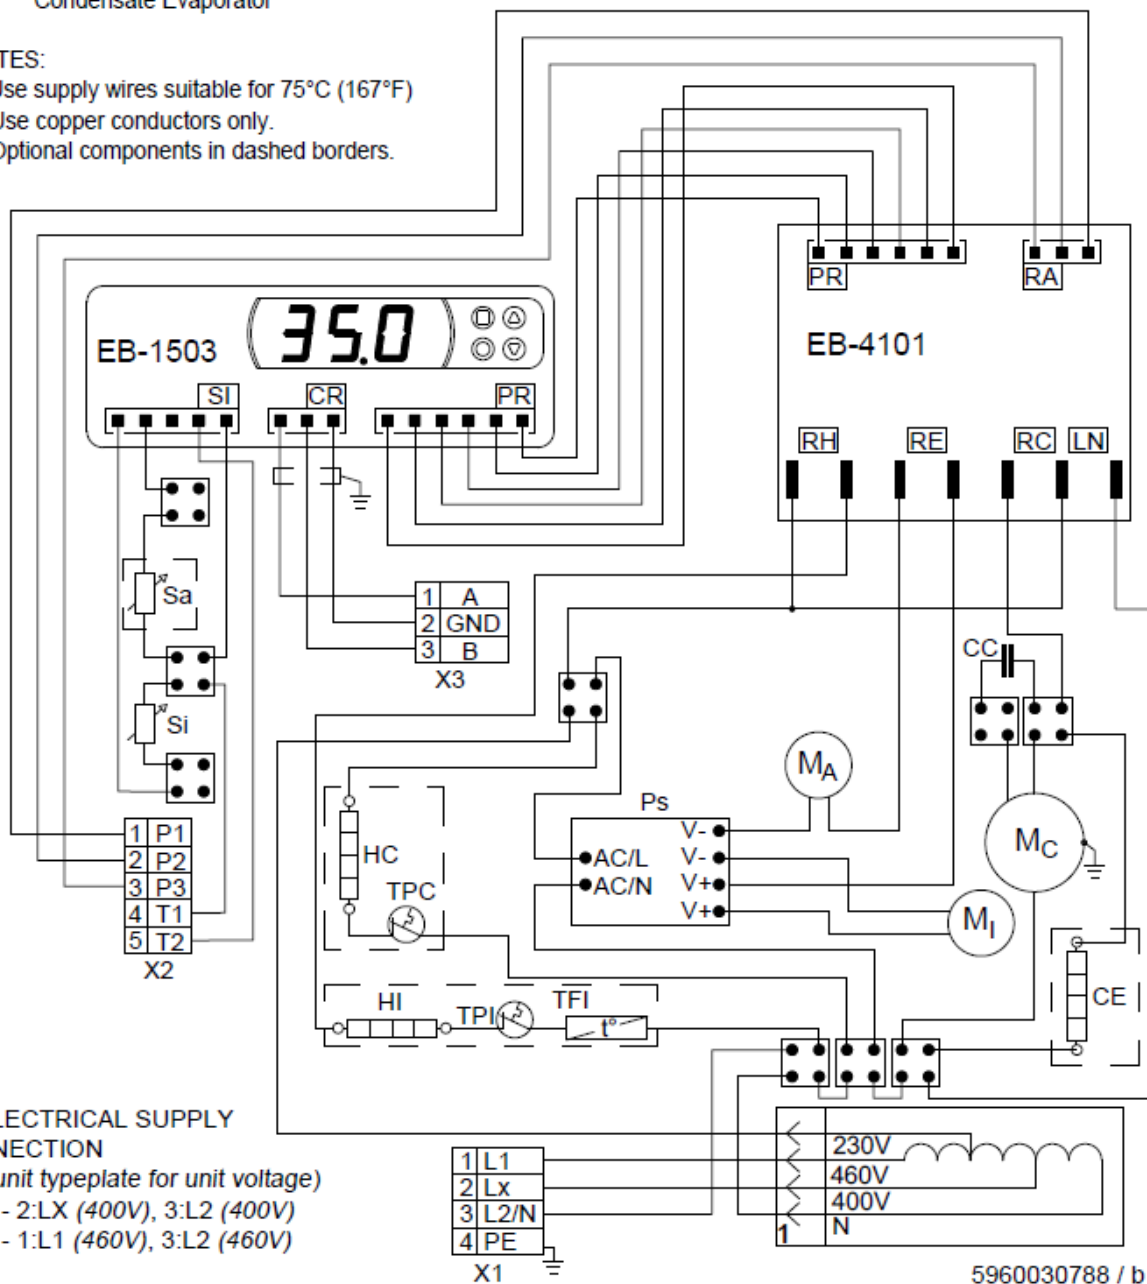 Condensate Evaporator
TES:
Use supply wires suitable for 75°C (167°F)
Use copper conductors only.
Optional components in dashed borders.
PR
RA
EB-4101
EB-1503
35.0
SI
CR
PR
RH
RE
RC
LN
Sa
1 A
2 GND
3 B
X3
CC
Si
MA
Ps
V-
AC/L
V-
AC/N
V+
V+
MC
MI
HC
TPC
1 P1
2 P2
3 P3
4 T1
5 T2
X2
HI
TPI
TFI
t°
CE
LECTRICAL SUPPLY
NECTION
unit typeplate for unit voltage)
- 2:LX (400V), 3:L2 (400V)
- 1:L1 (460V), 3:L2 (460V)
1 L1
2 Lx
3 L2/N
4 PE
X1
230V
460V
400V
N
1
5960030788 / b